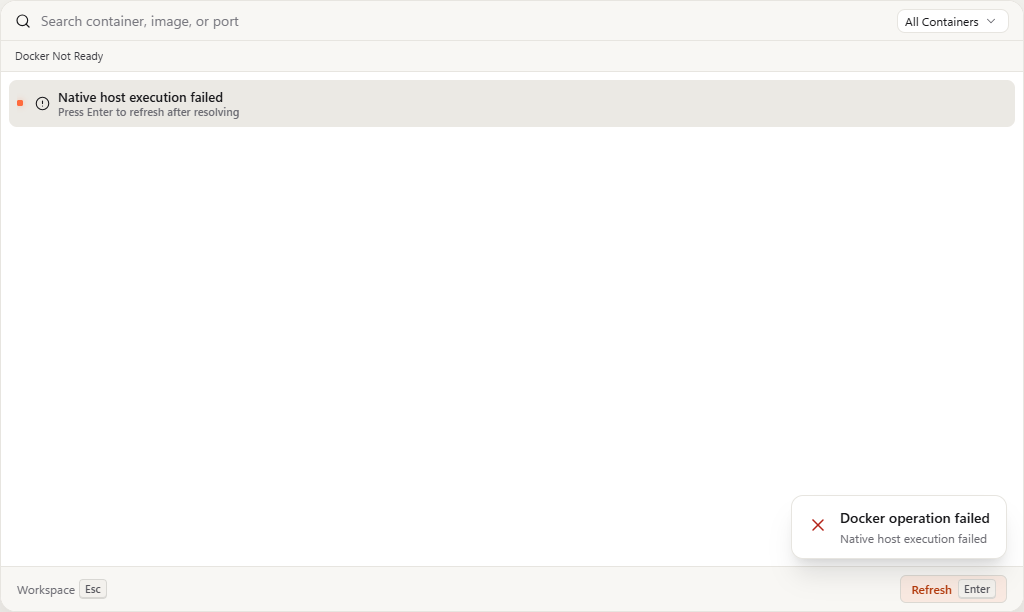 Search container, image, or port
All Containers
Docker Not Ready
Native host execution failed
Press Enter to refresh after resolving
Docker operation failed
Native host execution failed
Workspace Esc
Refresh Enter